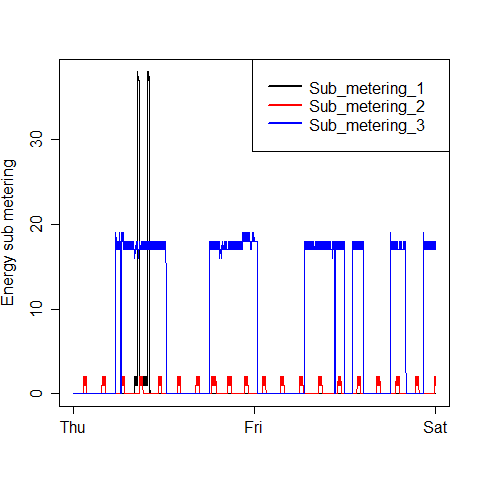 Sub_metering_1
Sub_metering_2
Sub_metering_3
Energy sub metering
30
20
10
0
Thu Fri Sat